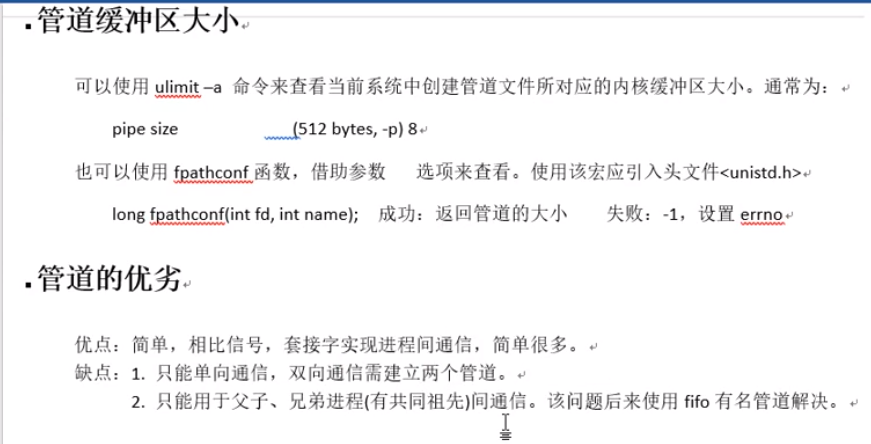 管道缓冲区大小
可以使用 ulimit –a 命令来查看当前系统中创建管道文件所对应的内核缓冲区大小。通常为：
pipe size (512 bytes, -p) 8
也可以使用 fpathconf 函数，借助参数 选项来查看。使用该宏应引入头文件<unistd.h>
long fpathconf(int fd, int name); 成功：返回管道的大小 失败：-1，设置 errno
管道的优劣
优点：简单，相比信号，套接字实现进程间通信，简单很多。
缺点：1. 只能单向通信，双向通信需建立两个管道。
2. 只能用于父子、兄弟进程(有共同祖先)间通信。该问题后来使用 fifo 有名管道解决。